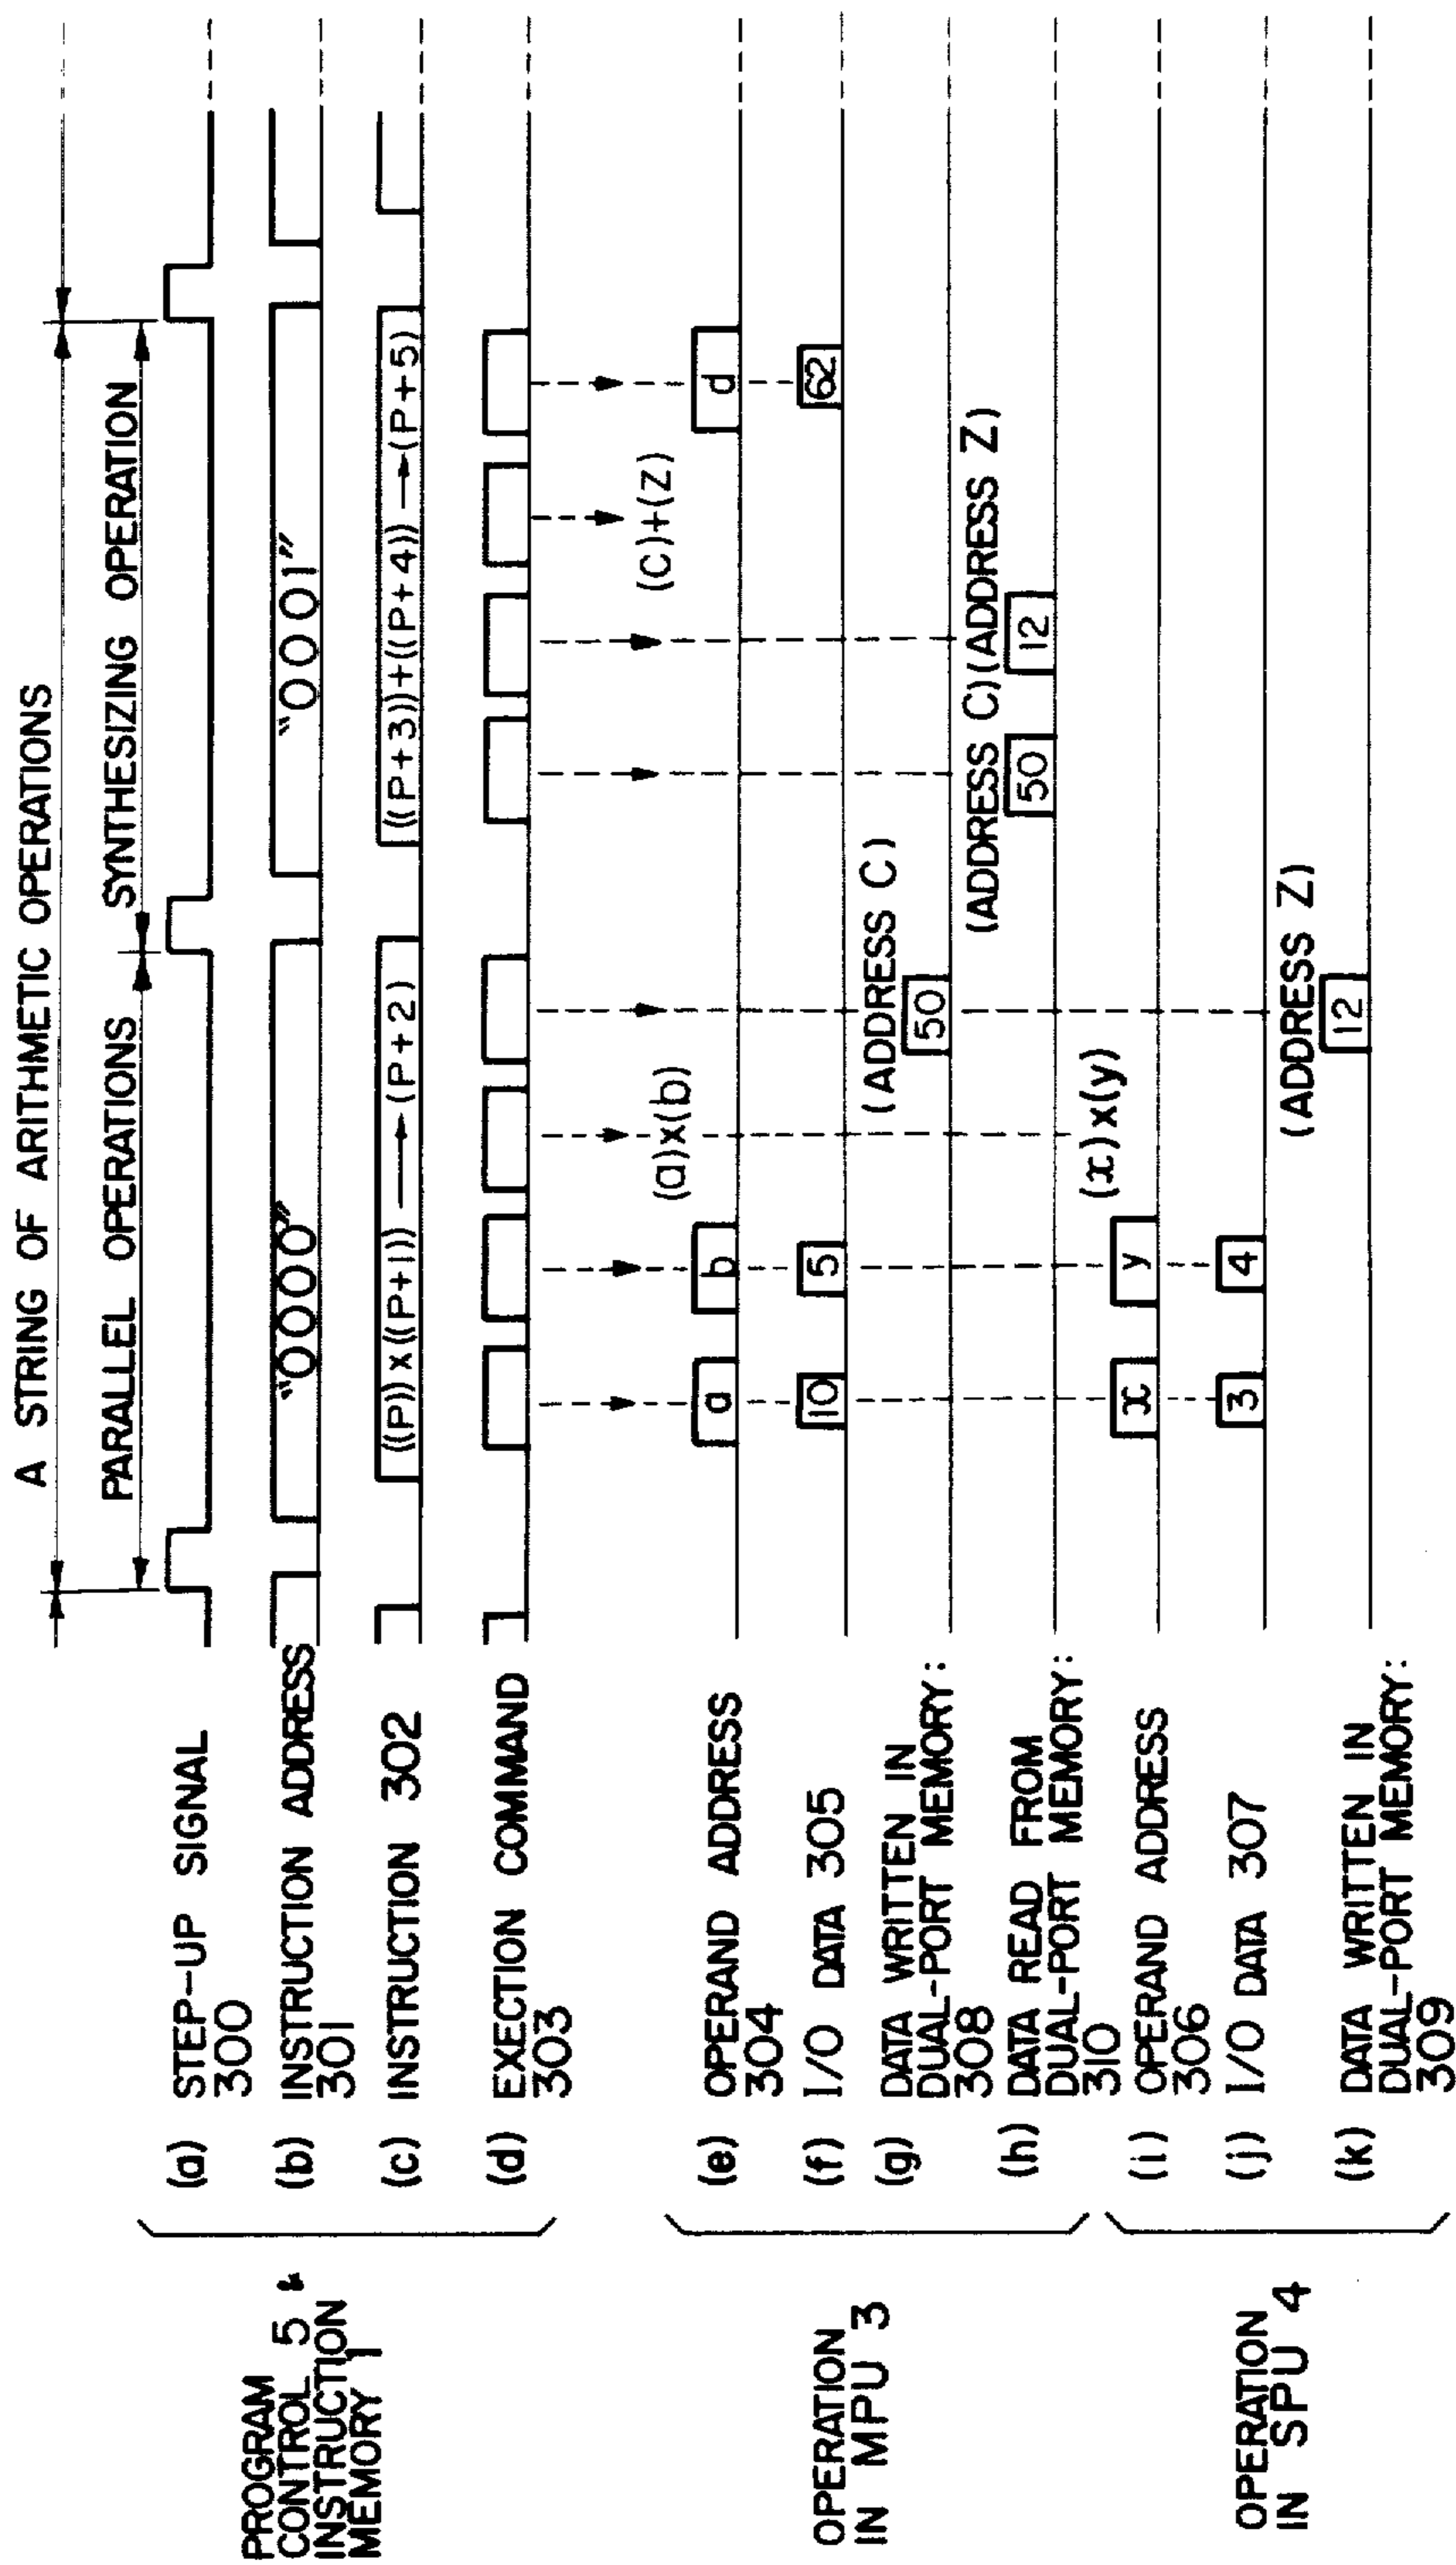 A STRING OF ARITHMETIC OPERATIONS
PARALLEL OPERATIONS
SYNTHESIZING OPERATION
PROGRAM
CONTROL 5 &
INSTRUCTION
MEMORY 1
(a) STEP-UP SIGNAL
300
(b) INSTRUCTION ADDRESS
301
"0000"
"0001"
(c) INSTRUCTION 302
((P))x((P+1)) → (P+2)
((P+3))+((P+4)) → (P+5)
(d) EXECTION COMMAND
303
(a)x(b)
(C)+(Z)
OPERATION
IN MPU 3
(e) OPERAND ADDRESS
304
a
b
d
(f) I/O DATA 305
10
5
62
(g) DATA WRITTEN IN
DUAL-PORT MEMORY:
308
(ADDRESS C)
50
(h) DATA READ FROM
DUAL-PORT MEMORY:
310
(ADDRESS C)(ADDRESS Z)
50
12
(x)x(y)
OPERATION
IN SPU 4
(i) OPERAND ADDRESS
306
x
y
(j) I/O DATA 307
3
4
(k) DATA WRITTEN IN
DUAL-PORT MEMORY:
309
(ADDRESS Z)
12